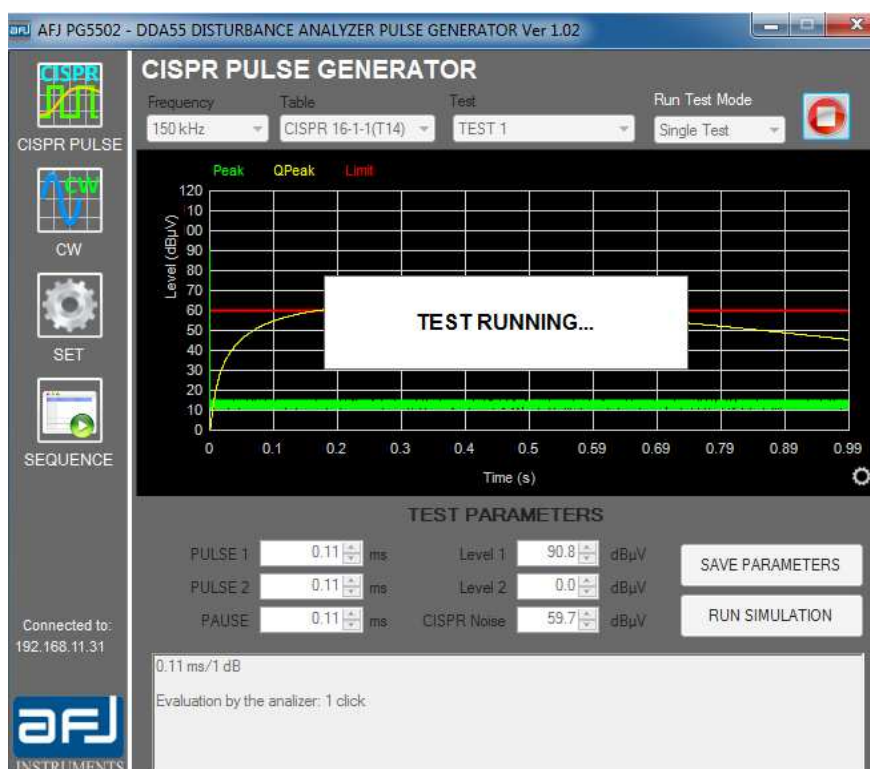 AFJ PG5502 - DDA55 DISTURBANCE ANALYZER PULSE GENERATOR Ver 1.02
CISPR
CISPR PULSE
CW
CW
SET
SEQUENCE
Connected to:
192.168.11.31
aFJ
INSTRUMENTS
CISPR PULSE GENERATOR
Frequency Table Test Run Test Mode
150 kHz CISPR 16-1-1(T14) TEST 1 Single Test
Peak QPeak Limit
Level (dBµV)
120
10
00
90
80
70
60
50
40
30
20
10
0
TEST RUNNING...
0 0.1 0.2 0.3 0.4 0.5 0.59 0.69 0.79 0.89 0.99
Time (s)
TEST PARAMETERS
PULSE 1 0.11 ms Level 1 90.8 dBµV SAVE PARAMETERS
PULSE 2 0.11 ms Level 2 0.0 dBµV
PAUSE 0.11 ms CISPR Noise 59.7 dBµV RUN SIMULATION
0.11 ms/1 dB
Evaluation by the analizer: 1 click